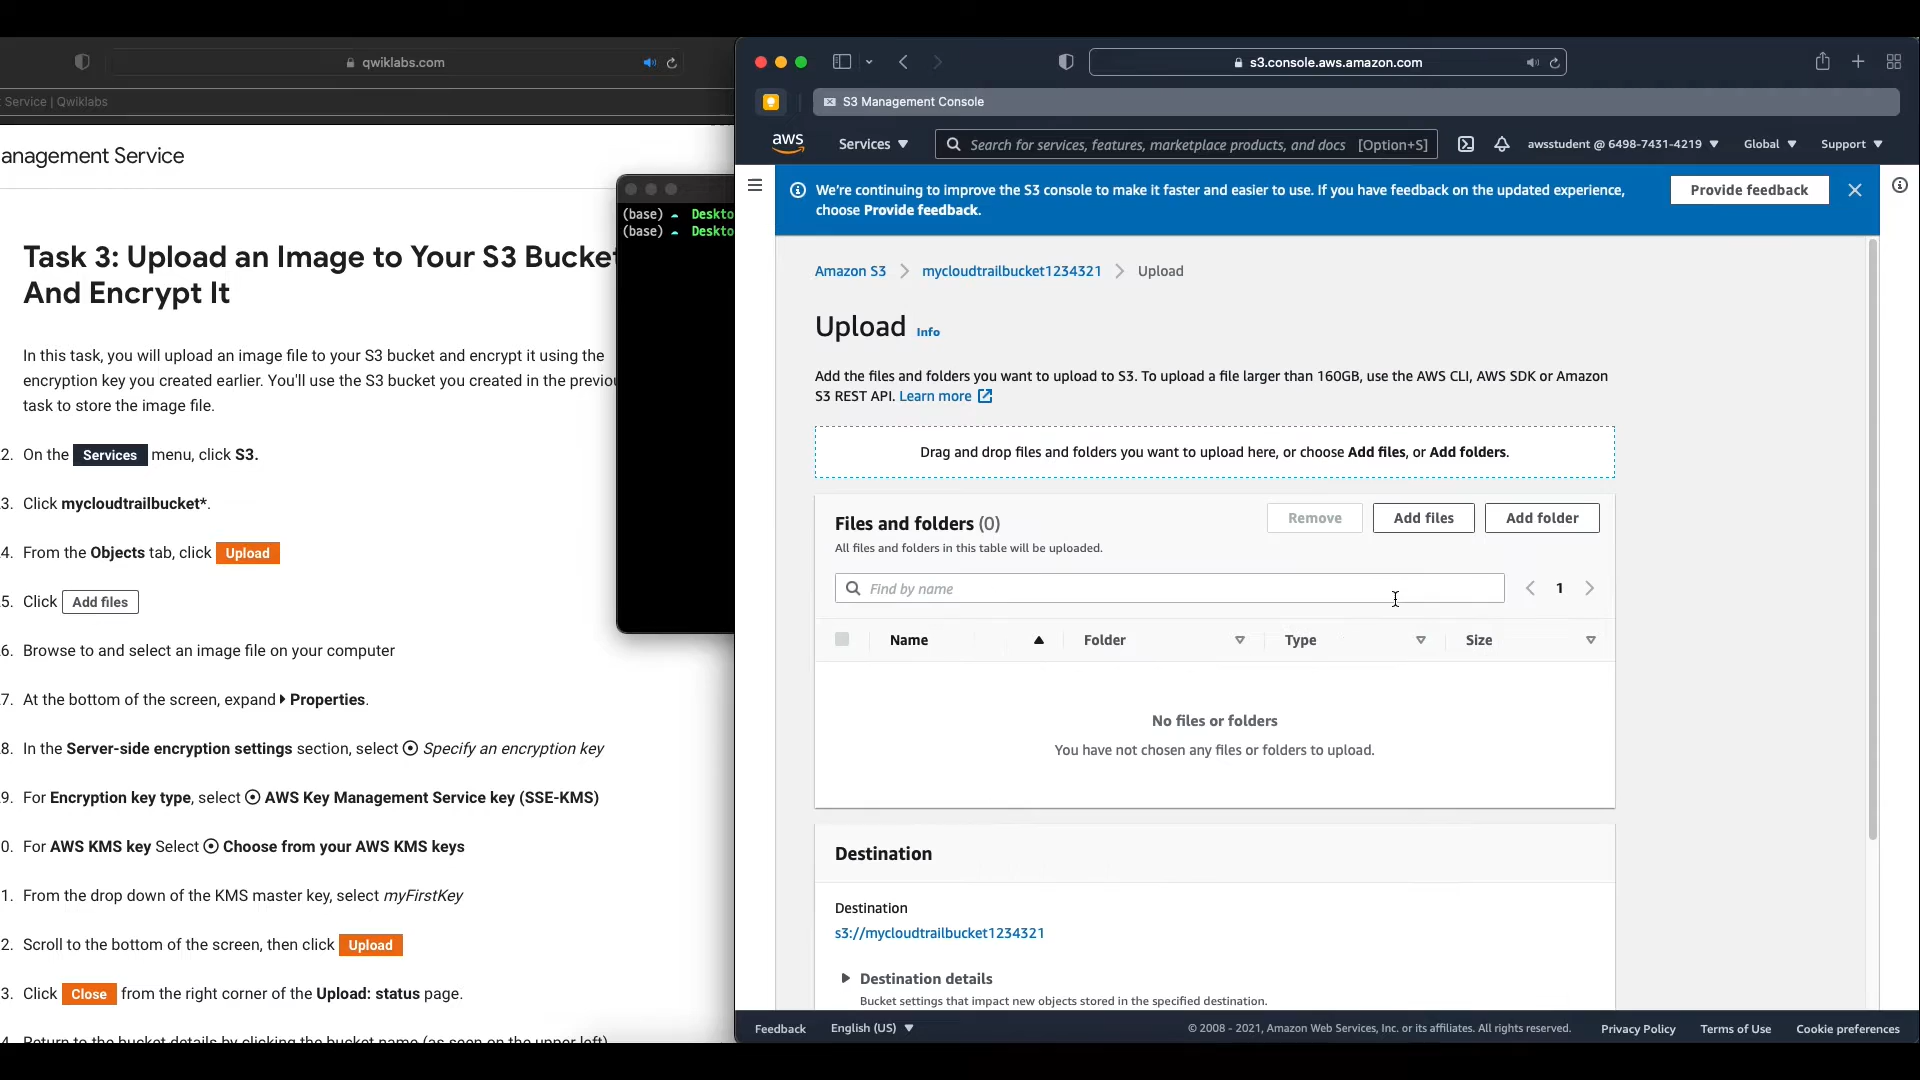 qwiklabs.com
t Service | Qwiklabs
anagement Service
Task 3: Upload an Image to Your S3 Bucket
And Encrypt It
In this task, you will upload an image file to your S3 bucket and encrypt it using the
encryption key you created earlier. You'll use the S3 bucket you created in the previou
task to store the image file.
2. On the Services menu, click S3.
3. Click mycloudtrailbucket*.
4. From the Objects tab, click Upload
5. Click Add files
6. Browse to and select an image file on your computer
7. At the bottom of the screen, expand Properties.
8. In the Server-side encryption settings section, select Specify an encryption key
9. For Encryption key type, select AWS Key Management Service key (SSE-KMS)
0. For AWS KMS key Select Choose from your AWS KMS keys
1. From the drop down of the KMS master key, select myFirstKey
2. Scroll to the bottom of the screen, then click Upload
3. Click Close from the right corner of the Upload: status page.
4. Return to the bucket details by clicking the bucket name (as seen on the upper left)
(base) Deskto
(base) Deskto
s3.console.aws.amazon.com
S3 Management Console
aws Services Search for services, features, marketplace products, and docs [Option+S] awsstudent @ 6498-7431-4219 Global Support
We're continuing to improve the S3 console to make it faster and easier to use. If you have feedback on the updated experience,
choose Provide feedback.
Provide feedback
Amazon S3 mycloudtrailbucket1234321 Upload
Upload Info
Add the files and folders you want to upload to S3. To upload a file larger than 160GB, use the AWS CLI, AWS SDK or Amazon
S3 REST API. Learn more
Drag and drop files and folders you want to upload here, or choose Add files, or Add folders.
Files and folders (0)
Remove Add files Add folder
All files and folders in this table will be uploaded.
Find by name
1
Name Folder Type Size
No files or folders
You have not chosen any files or folders to upload.
Destination
Destination
s3://mycloudtrailbucket1234321
Destination details
Bucket settings that impact new objects stored in the specified destination.
Feedback English (US) © 2008 - 2021, Amazon Web Services, Inc. or its affiliates. All rights reserved. Privacy Policy Terms of Use Cookie preferences